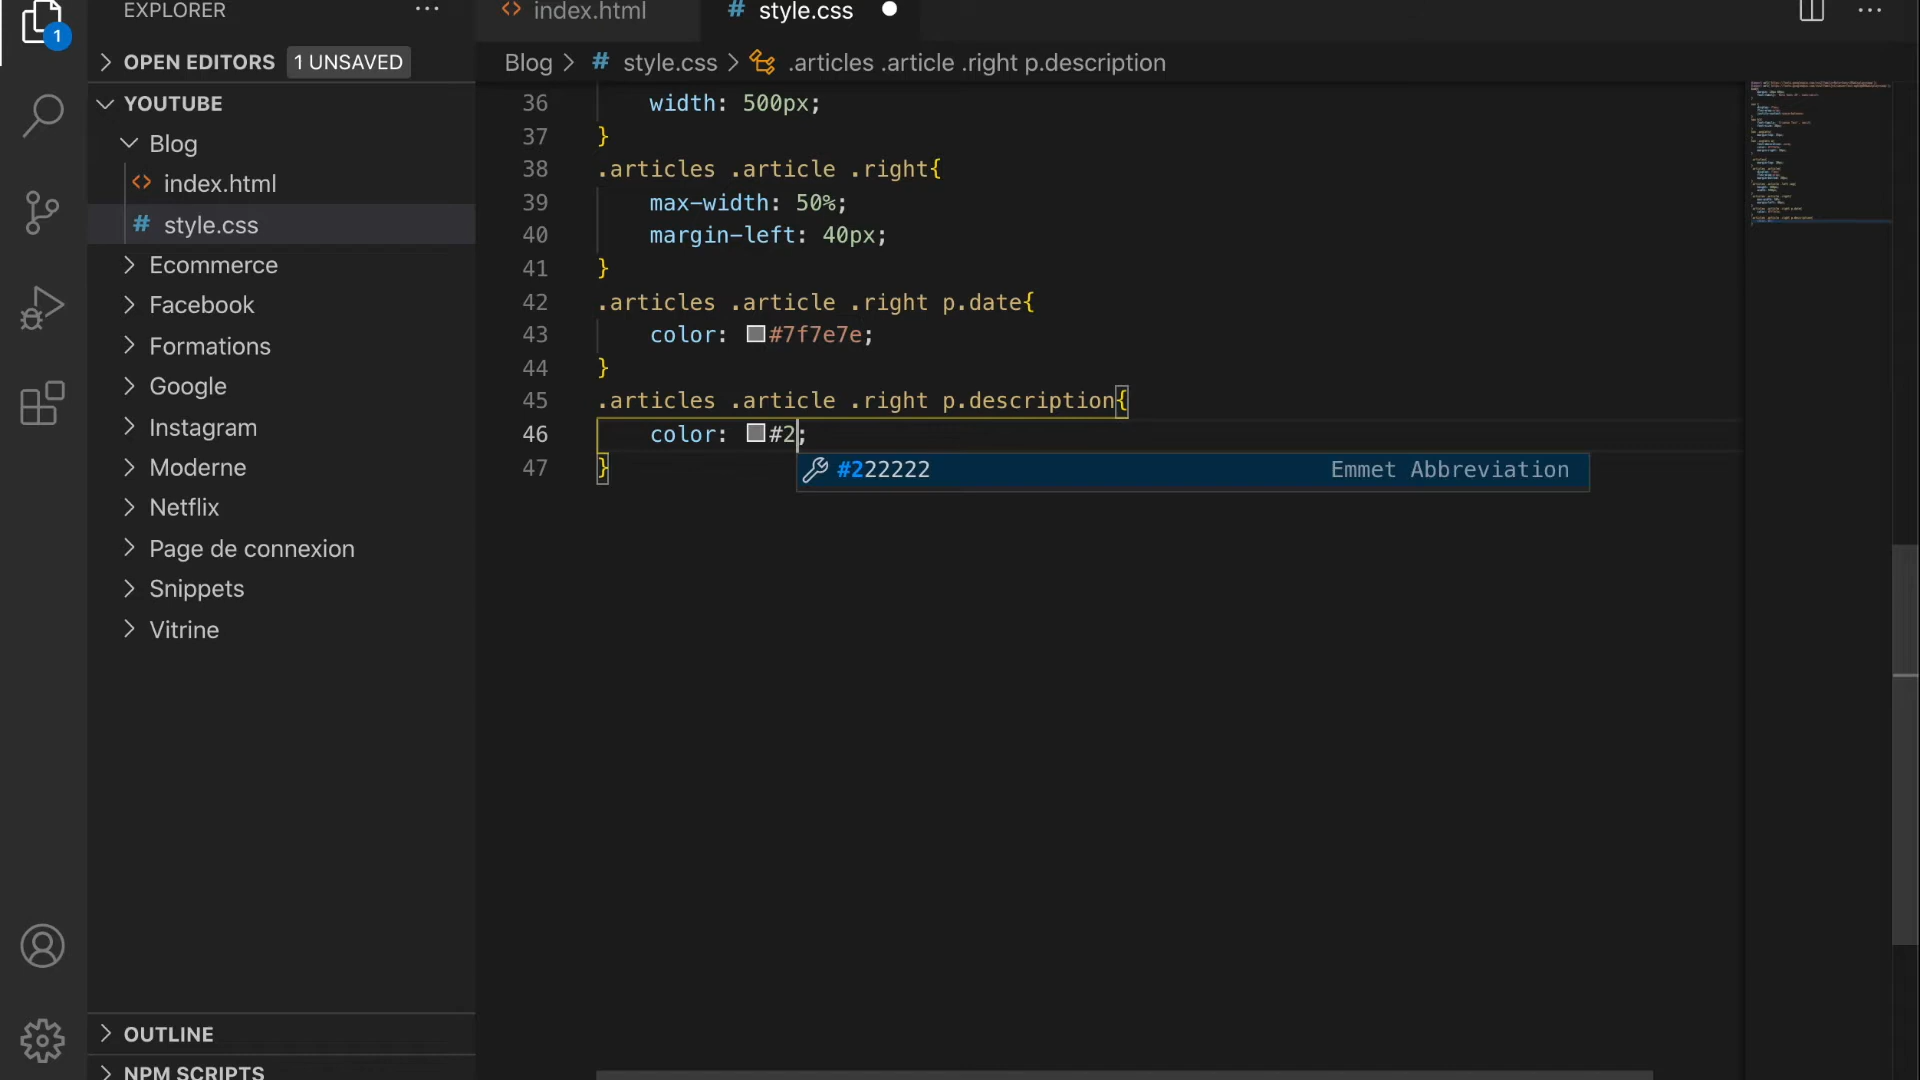 EXPLORER
index.html
# style.css
1
OPEN EDITORS 1 UNSAVED
Blog > # style.css > .articles .article .right p.description
YOUTUBE
Blog
index.html
# style.css
Ecommerce
Facebook
Formations
Google
Instagram
Moderne
Netflix
Page de connexion
Snippets
Vitrine
OUTLINE
NPM SCRIPTS
36 width: 500px;
37 }
38 .articles .article .right{
39 max-width: 50%;
40 margin-left: 40px;
41 }
42 .articles .article .right p.date{
43 color: #7f7e7e;
44 }
45 .articles .article .right p.description{
46 color: #2;
47 }
#222222 Emmet Abbreviation